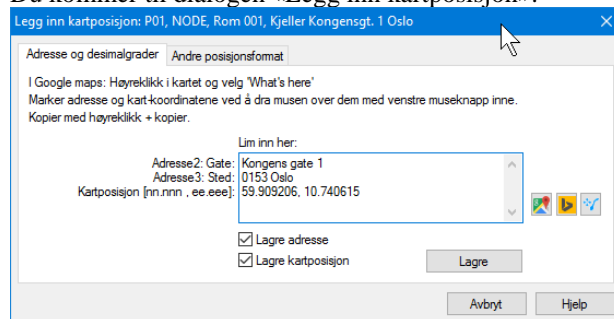 Du kommer til dialogen «Legg inn kartposisjon»:
Legg inn kartposisjon: P01, NODE, Rom 001, Kjeller Kongensgt. 1 Oslo
Adresse og desimalgrader
Andre posisjonsformat
I Google maps: Høyreklikk i kartet og velg 'What's here'
Marker adresse og kart-koordinatene ved å dra musen over dem med venstre museknapp inne.
Kopier med høyreklikk + kopier.
Lim inn her:
Adresse2: Gate: Kongens gate 1
Adresse3: Sted: 0153 Oslo
Kartposisjon [nn.nnn , ee.eee]: 59.909206, 10.740615
Lagre adresse
Lagre kartposisjon
Lagre
Avbryt
Hjelp